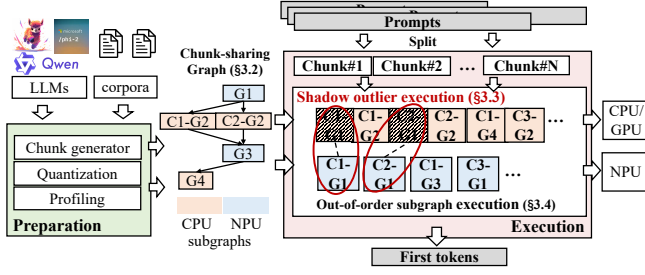 Prompts
Split
microsoft
/phi-2
Qwen
LLMs
corpora
Chunk generator
Quantization
Profiling
Preparation
Chunk-sharing
Graph (§3.2)
G1
C1-G2
C2-G2
G3
G4
CPU
NPU
subgraphs
Chunk#1
Chunk#2
...
Chunk#N
Shadow outlier execution (§3.3)
C1-
G2
C2-
G2
C1-
G4
C3-
G2
...
C1-
G1
C2-
G1
C1-
G3
C3-
G1
...
Out-of-order subgraph execution (§3.4)
Execution
CPU/
GPU
NPU
First tokens